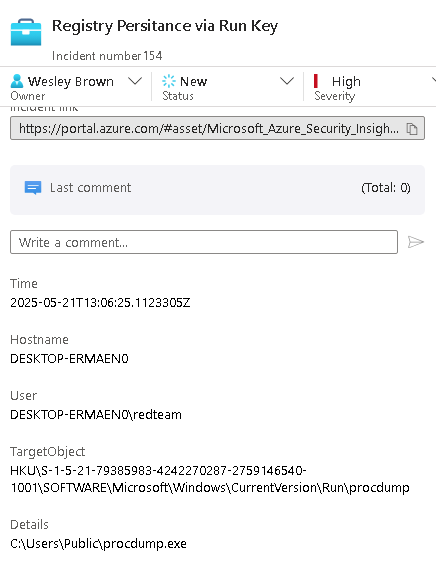 Registry Persitance via Run Key
Incident number 154
Wesley Brown
Owner
New
Status
High
Severity
Incident link
https://portal.azure.com/#asset/Microsoft_Azure_Security_Insigh...
Last comment (Total: 0)
Write a comment...
Time
2025-05-21T13:06:25.1123305Z
Hostname
DESKTOP-ERMAEN0
User
DESKTOP-ERMAEN0\redteam
TargetObject
HKU\S-1-5-21-79385983-4242270287-2759146540-
1001\SOFTWARE\Microsoft\Windows\CurrentVersion\Run\procdump
Details
C:\Users\Public\procdump.exe